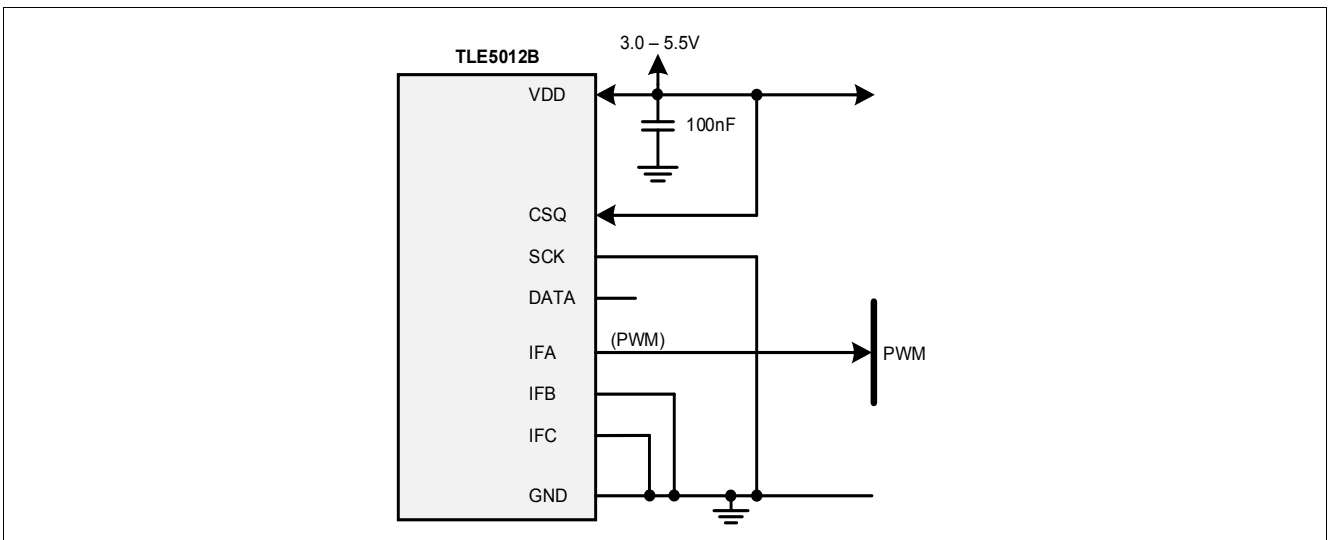 3.0 – 5.5V
TLE5012B
VDD
100nF
CSQ
SCK
DATA
IFA
(PWM)
PWM
IFB
IFC
GND